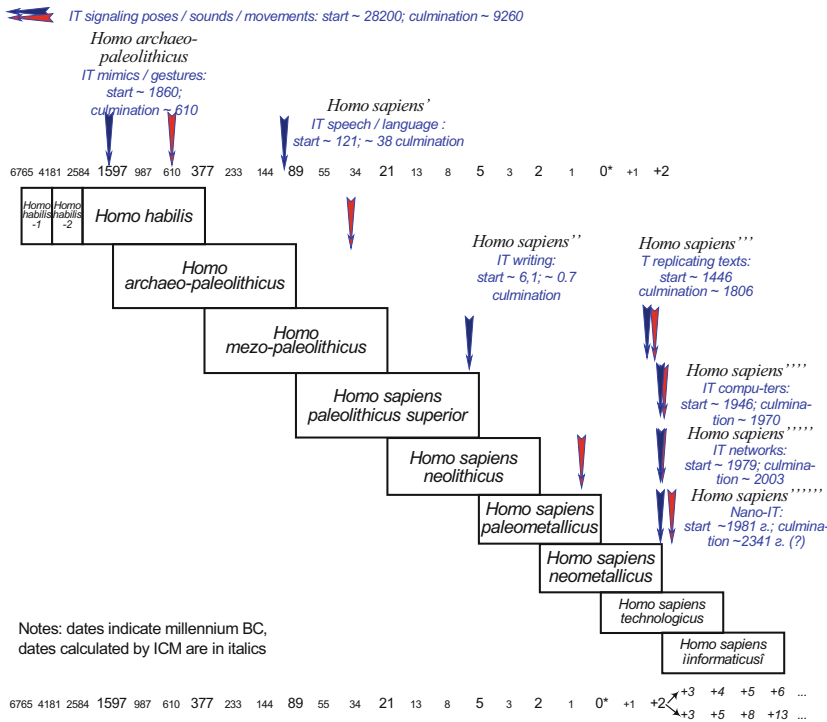 IT signaling poses / sounds / movements: start ~ 28200; culmination ~ 9260
Homo archaeo-
paleolithicus
IT mimics / gestures:
start ~ 1860;
culmination ~ 610
Homo sapiens'
IT speech / language :
start ~ 121; ~ 38 culmination
6765 4181 2584 1597 987 610 377 233 144 89 55 34 21 13 8 5 3 2 1 0* +1 +2
Homo
habilis
-1
Homo
habilis
-2
Homo habilis
Homo
archaeo-paleolithicus
Homo sapiens''
IT writing:
start ~ 6,1; ~ 0.7
culmination
Homo sapiens'''
T replicating texts:
start ~ 1446
culmination ~ 1806
Homo
mezo-paleolithicus
Homo sapiens
paleolithicus superior
Homo sapiens''''
IT compu-ters:
start ~ 1946; culmina-
tion ~ 1970
Homo sapiens'''''
IT networks:
start ~ 1979; culmina-
tion ~ 2003
Homo sapiens
neolithicus
Homo sapiens''''''
Nano-IT:
start ~1981 г.; culmina-
tion ~2341 г. (?)
Homo sapiens
paleometallicus
Homo sapiens
neometallicus
Homo sapiens
technologicus
Homo sapiens
ìinformaticusî
Notes: dates indicate millennium BC,
dates calculated by ICM are in italics
+3 +4 +5 +6 ...
6765 4181 2584 1597 987 610 377 233 144 89 55 34 21 13 8 5 3 2 1 0* +1 +2
+3 +5 +8 +13 ...